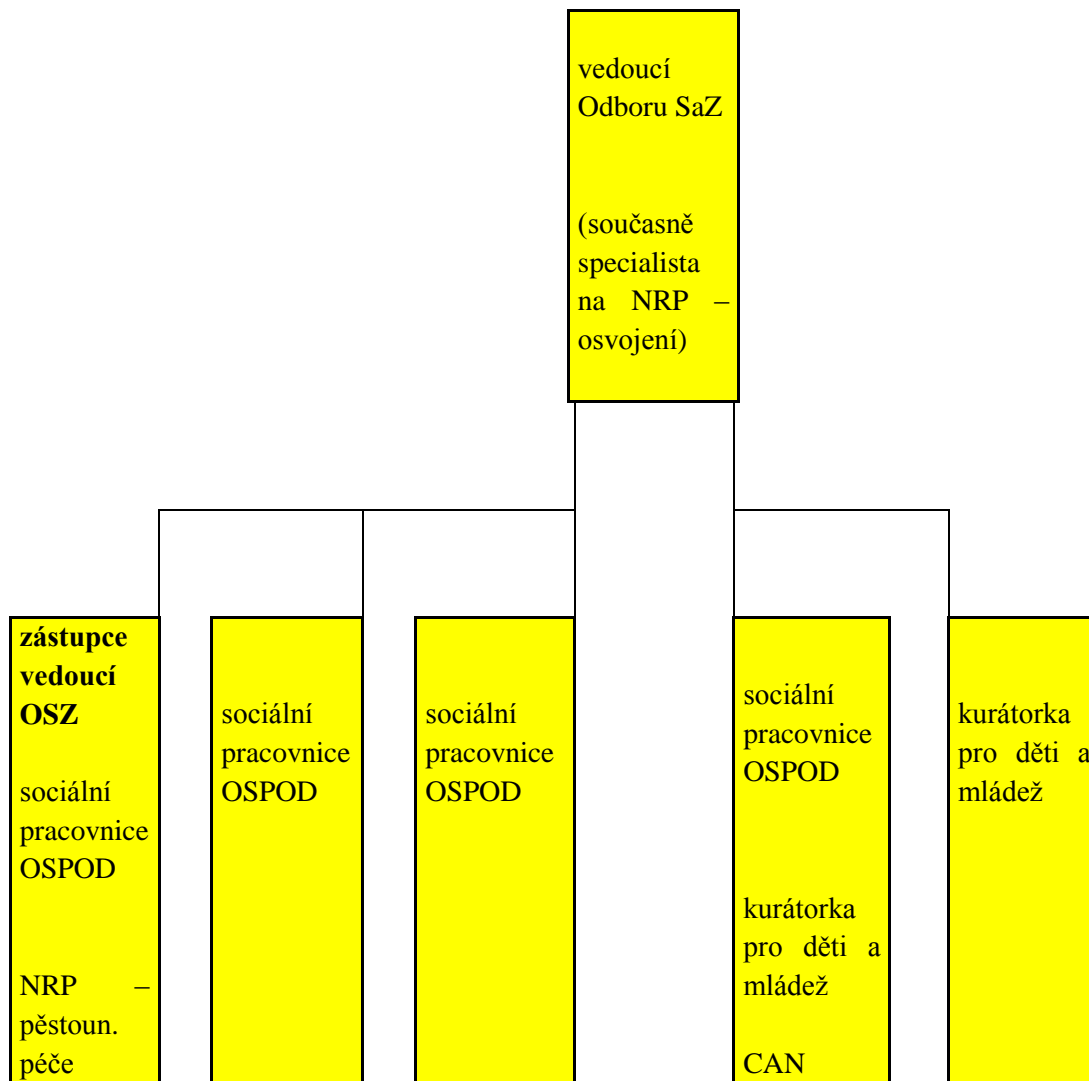 vedoucí
Odboru SaZ
(současně
specialista
na NRP –
osvojení)
zástupce
vedoucí
OSZ
sociální
pracovnice
OSPOD
NRP –
pěstoun.
péče
sociální
pracovnice
OSPOD
sociální
pracovnice
OSPOD
sociální
pracovnice
OSPOD
kurátorka
pro děti a
mládež
CAN
kurátorka
pro děti a
mládež